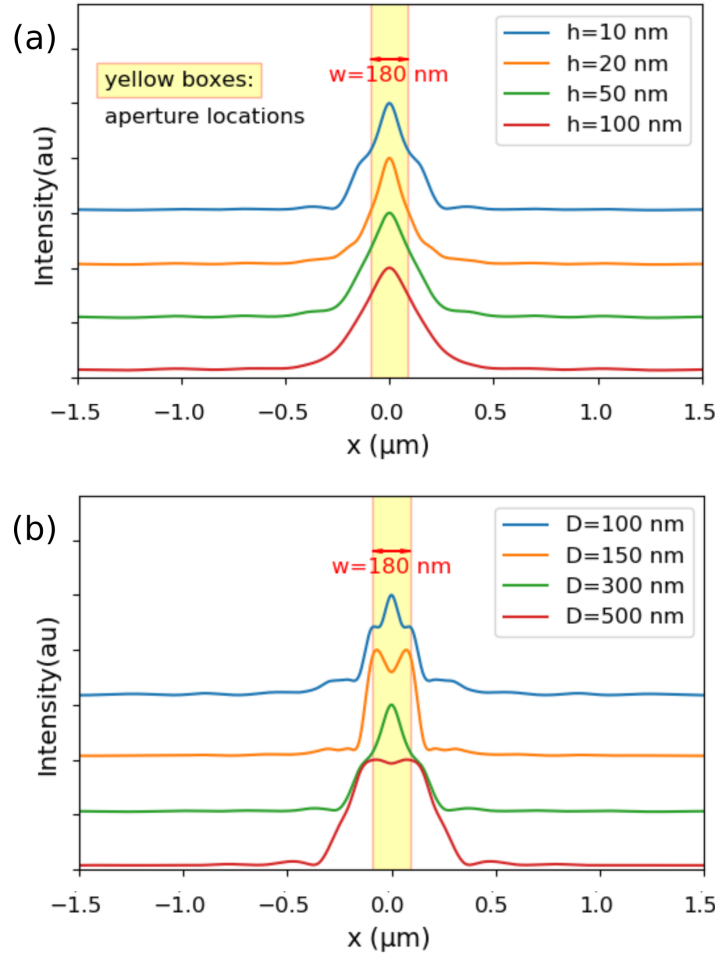 (a)
h=10 nm
h=20 nm
h=50 nm
h=100 nm
w=180 nm
yellow boxes:
aperture locations
Intensity(au)
−1.5 −1.0 −0.5 0.0 0.5 1.0 1.5
x (μm)
(b)
D=100 nm
D=150 nm
D=300 nm
D=500 nm
w=180 nm
Intensity(au)
−1.5 −1.0 −0.5 0.0 0.5 1.0 1.5
x (μm)